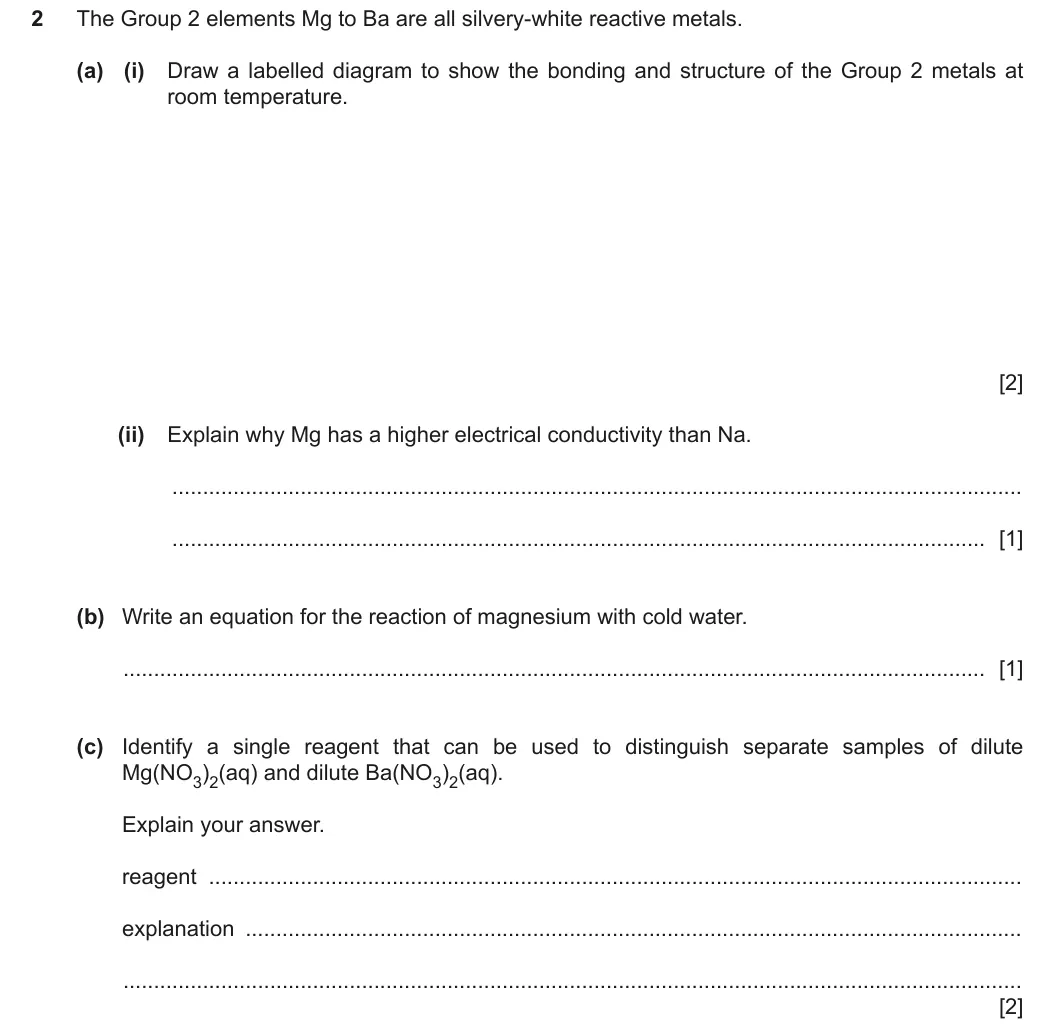 2 The Group 2 elements Mg to Ba are all silvery-white reactive metals.
(a) (i) Draw a labelled diagram to show the bonding and structure of the Group 2 metals at
room temperature.
[2]
(ii) Explain why Mg has a higher electrical conductivity than Na.
..........................................................................................................................................
.................................................................................................................................... [1]
(b) Write an equation for the reaction of magnesium with cold water.
............................................................................................................................................ [1]
(c) Identify a single reagent that can be used to distinguish separate samples of dilute
Mg(NO₃)₂(aq) and dilute Ba(NO₃)₂(aq).
Explain your answer.
reagent ....................................................................................................................................
explanation ..............................................................................................................................
..................................................................................................................................................
[2]